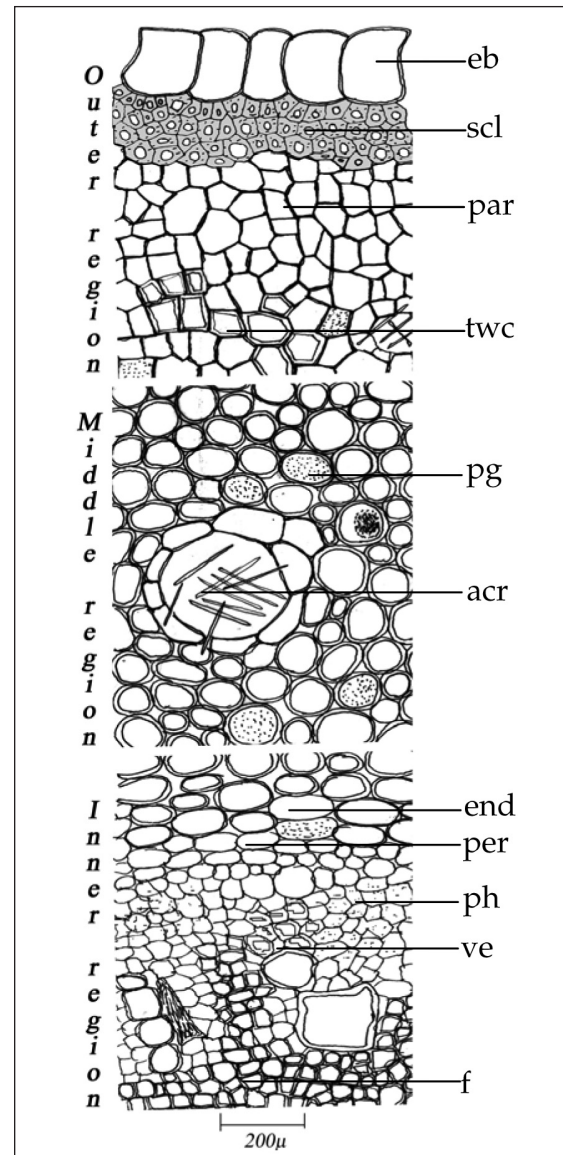 Outer region
eb
scl
par
twc
Middle region
pg
acr
Inner region
end
per
ph
ve
f
200µ